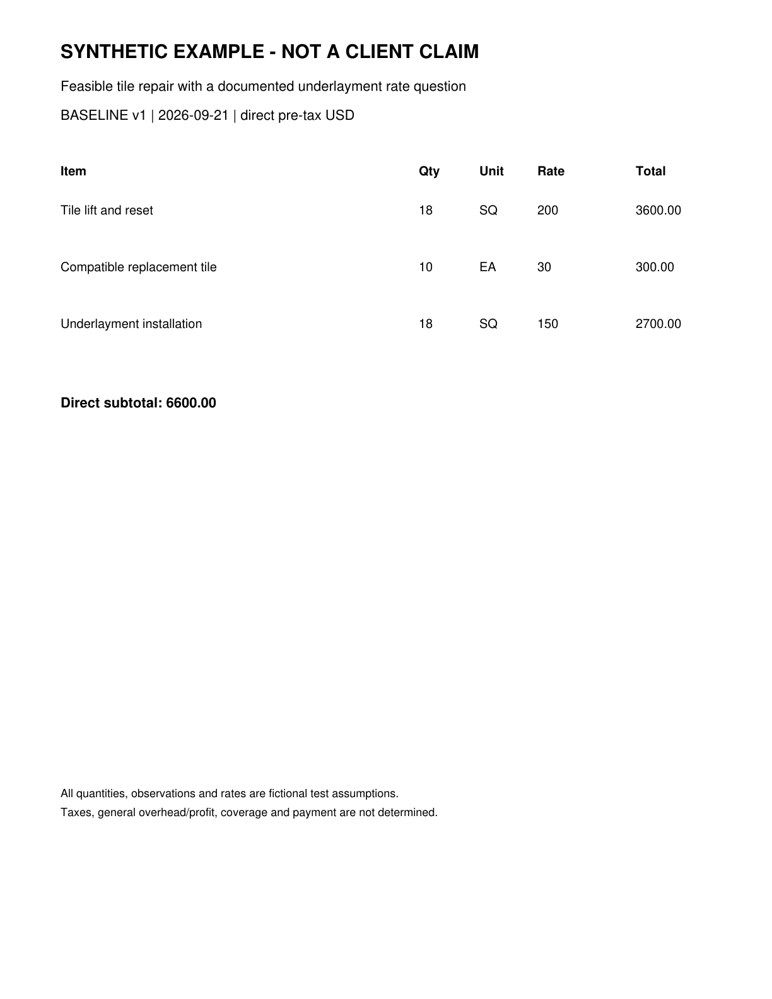 SYNTHETIC EXAMPLE - NOT A CLIENT CLAIM
Feasible tile repair with a documented underlayment rate question
BASELINE v1 | 2026-09-21 | direct pre-tax USD
Item Qty Unit Rate Total
Tile lift and reset 18 SQ 200 3600.00
Compatible replacement tile 10 EA 30 300.00
Underlayment installation 18 SQ 150 2700.00
Direct subtotal: 6600.00
All quantities, observations and rates are fictional test assumptions.
Taxes, general overhead/profit, coverage and payment are not determined.